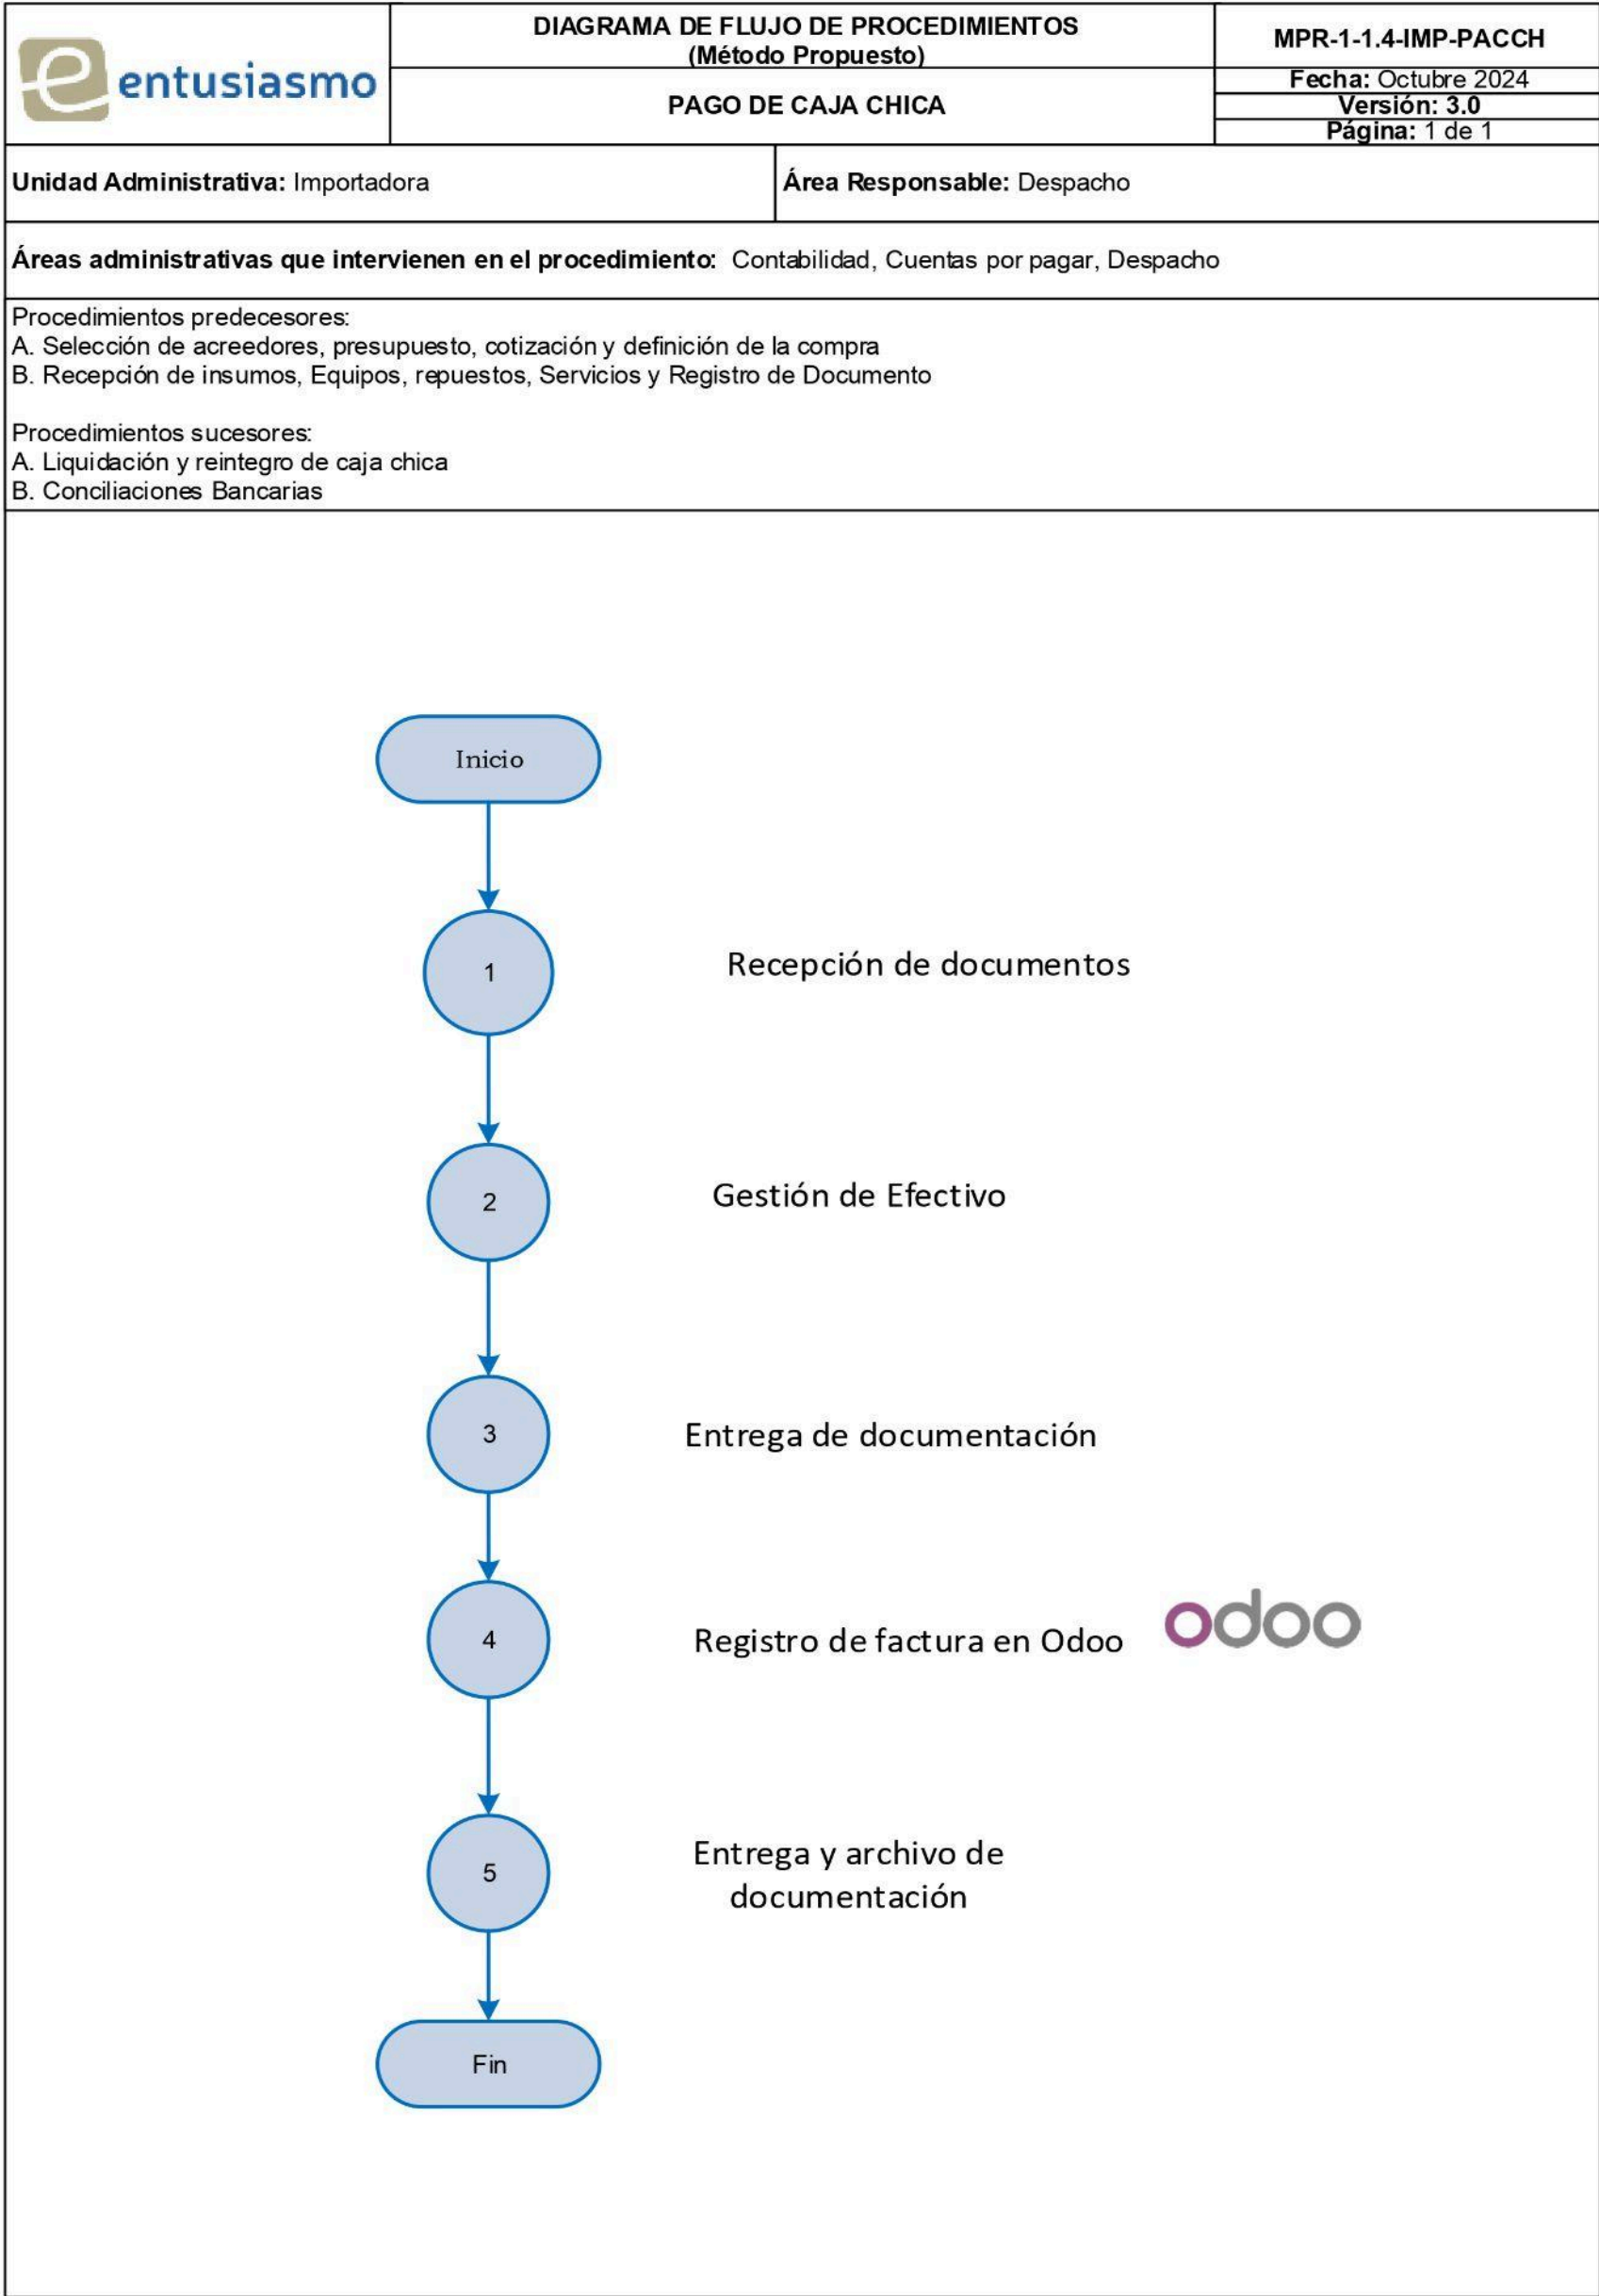 entusiasmo
DIAGRAMA DE FLUJO DE PROCEDIMIENTOS
(Método Propuesto)
PAGO DE CAJA CHICA
MPR-1-1.4-IMP-PACCH
Fecha: Octubre 2024
Versión: 3.0
Página: 1 de 1
Unidad Administrativa: Importadora
Área Responsable: Despacho
Áreas administrativas que intervienen en el procedimiento: Contabilidad, Cuentas por pagar, Despacho
Procedimientos predecesores:
A. Selección de acreedores, presupuesto, cotización y definición de la compra
B. Recepción de insumos, Equipos, repuestos, Servicios y Registro de Documento
Procedimientos sucesores:
A. Liquidación y reintegro de caja chica
B. Conciliaciones Bancarias
Inicio
1
Recepción de documentos
2
Gestión de Efectivo
3
Entrega de documentación
4
Registro de factura en Odoo
odoo
5
Entrega y archivo de
documentación
Fin